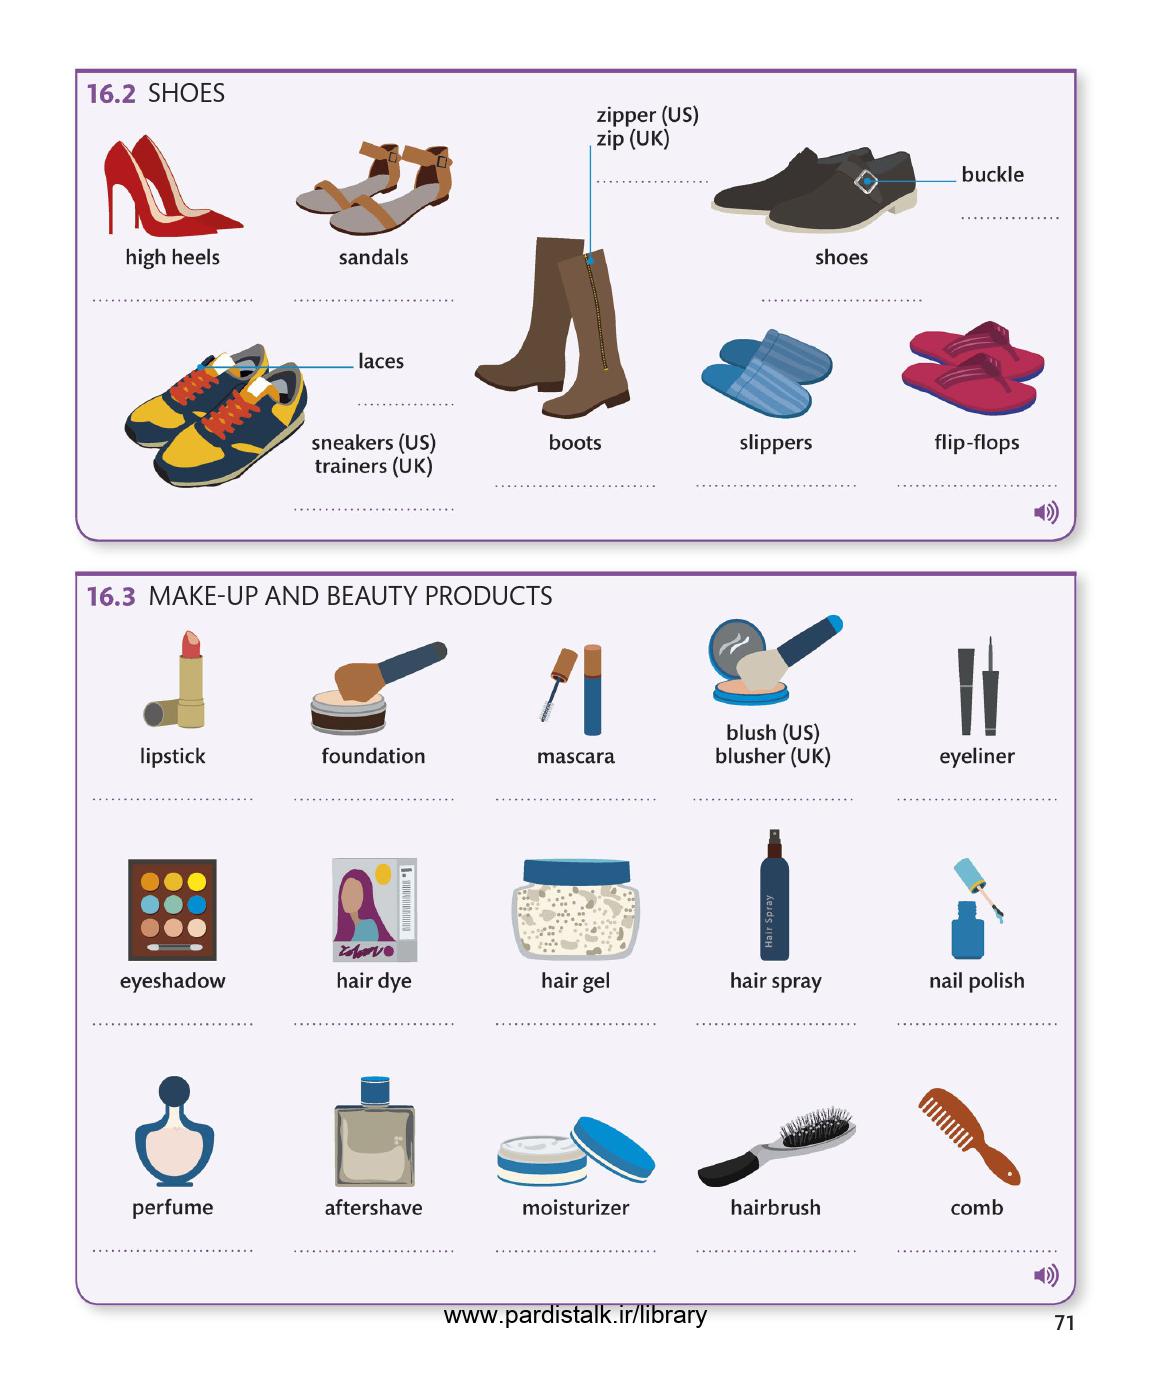 16.2 SHOES
zipper (US)
zip (UK)
buckle
high heels
sandals
shoes
laces
sneakers (US)
trainers (UK)
boots
slippers
flip-flops
16.3 MAKE-UP AND BEAUTY PRODUCTS
lipstick
foundation
mascara
blush (US)
blusher (UK)
eyeliner
Hair Spray
eyeshadow
hair dye
hair gel
hair spray
nail polish
perfume
aftershave
moisturizer
hairbrush
comb
www.pardistalk.ir/library
71